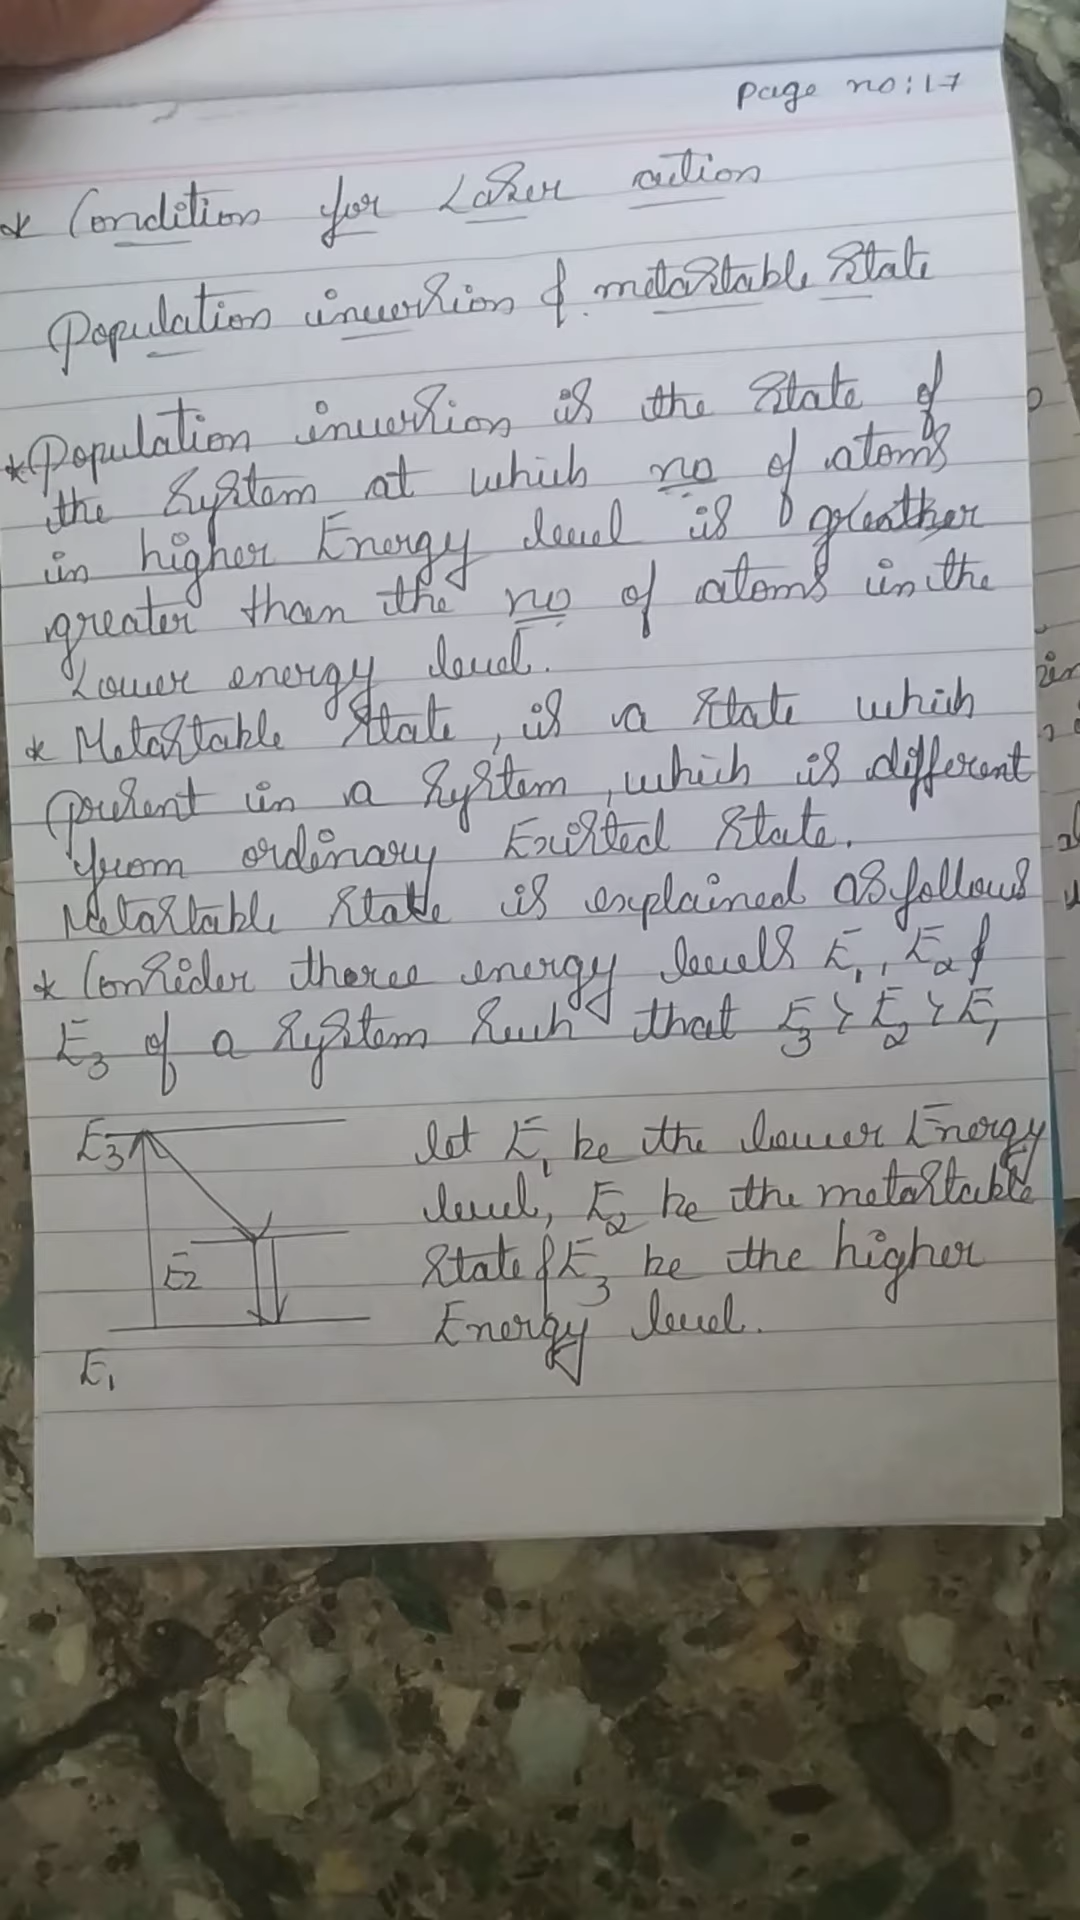 Page no: 17
* Condition for Laser action
Population inversion & metastable state
* Population inversion is the state of
the system at which no of atoms
in higher Energy level is greather
greater than the no of atoms in the
Lower energy level.
* Metastable state, is a state which
present in a system, which is different
from ordinary Existed state.
Metastable state is explained as follows
* Consider three energy levels E1, E2 &
E3 of a system such that E3 > E2 > E1
let E1 be the lower Energy
level, E2 be the metastable
state & E3 be the higher
Energy level.
E3
E2
E1